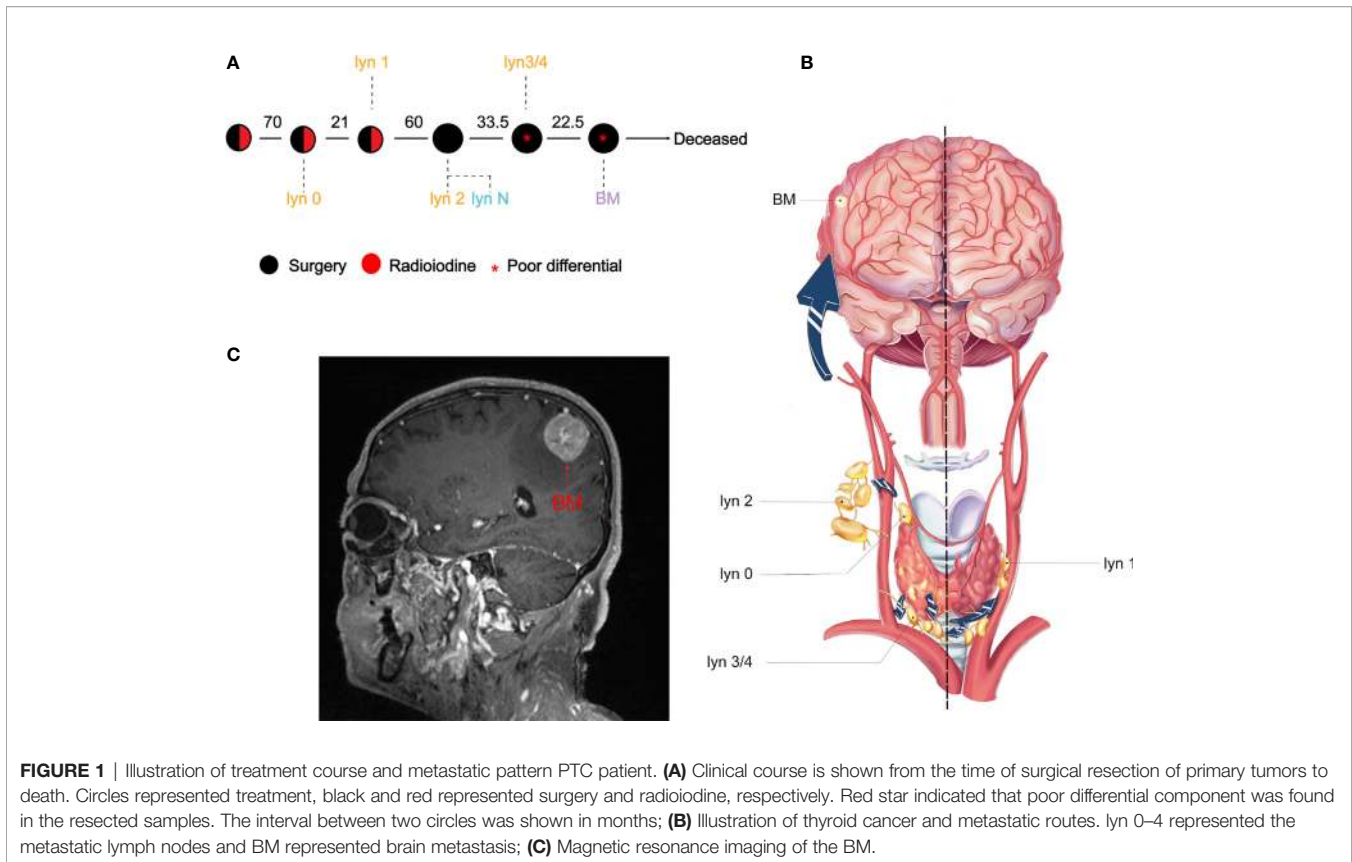 A
lyn 1
lyn3/4
70
21
60
33.5
22.5
*
*
Deceased
lyn 0
lyn 2
lyn N
BM
Surgery
Radioiodine
* Poor differential
B
BM
lyn 2
lyn 0
lyn 1
lyn 3/4
C
BM
FIGURE 1 | Illustration of treatment course and metastatic pattern PTC patient. (A) Clinical course is shown from the time of surgical resection of primary tumors to
death. Circles represented treatment, black and red represented surgery and radioiodine, respectively. Red star indicated that poor differential component was found
in the resected samples. The interval between two circles was shown in months; (B) Illustration of thyroid cancer and metastatic routes. lyn 0–4 represented the
metastatic lymph nodes and BM represented brain metastasis; (C) Magnetic resonance imaging of the BM.